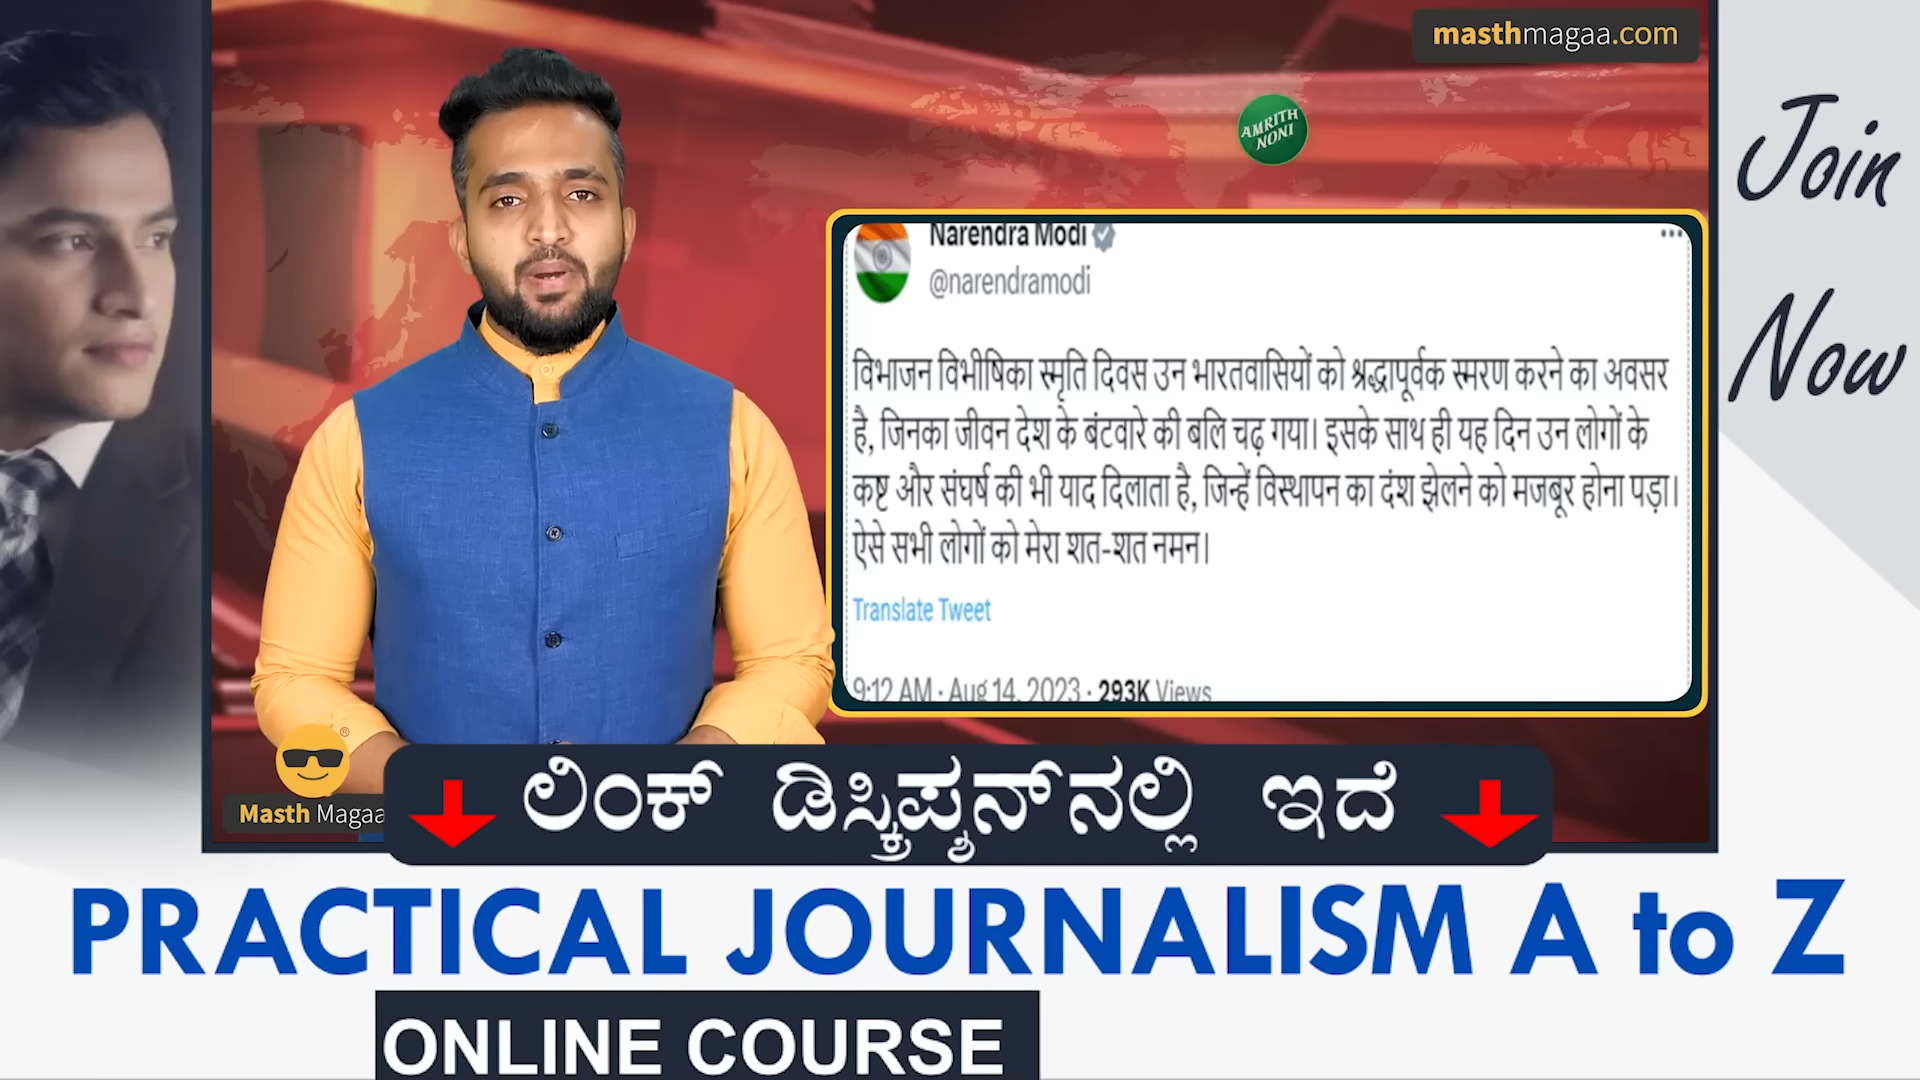 masthmagaa.com
AMRITH
NONI
Join
Now
Narendra Modi
@narendramodi
विभाजन विभीषिका स्मृति दिवस उन भारतवासियों को श्रद्धापूर्वक स्मरण करने का अवसर
है, जिनका जीवन देश के बंटवारे की बलि चढ़ गया। इसके साथ ही यह दिन उन लोगों के
कष्ट और संघर्ष की भी याद दिलाता है, जिन्हें विस्थापन का दंश झेलने को मजबूर होना पड़ा।
ऐसे सभी लोगों को मेरा शत-शत नमन।
Translate Tweet
9:12 AM · Aug 14, 2023 · 293K Views
®
Masth Magaa
ಲಿಂಕ್ ಡಿಸ್ಕ್ರಿಪ್ಶನ್‌ನಲ್ಲಿ ಇದೆ
PRACTICAL JOURNALISM A to Z
ONLINE COURSE